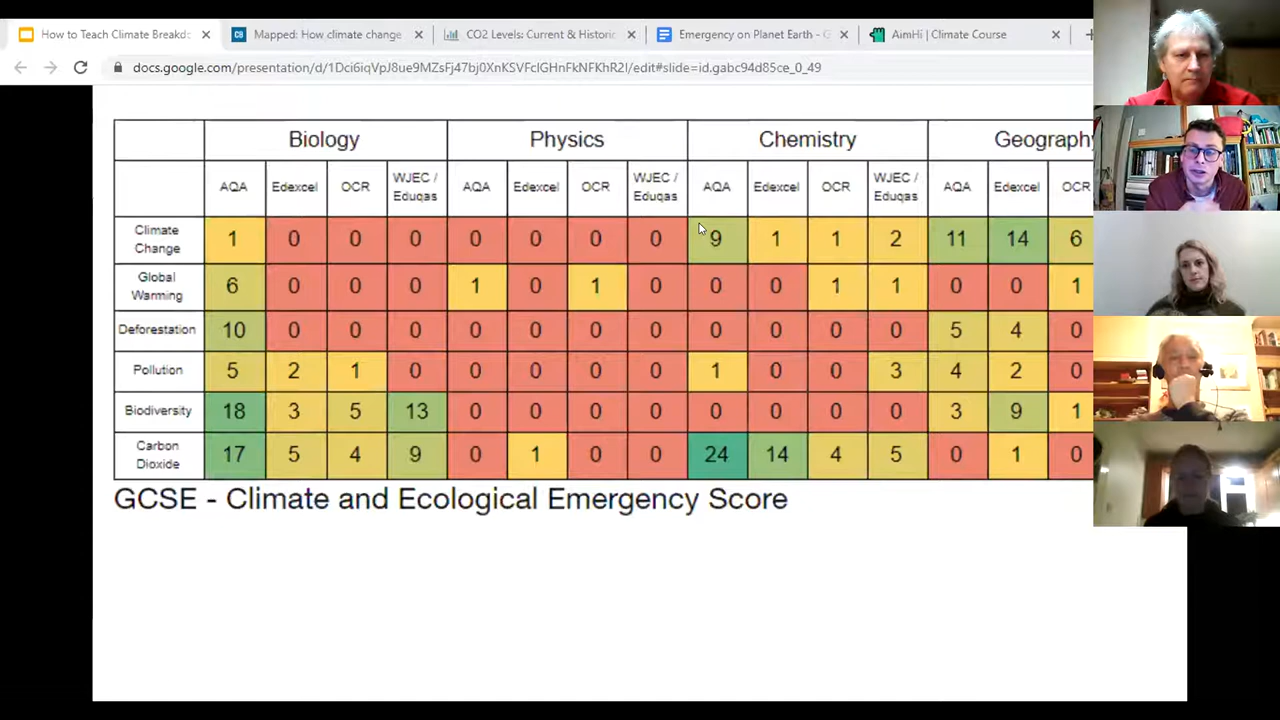 How to Teach Climate Breakdo
Mapped: How climate change
CO2 Levels: Current & Historic
Emergency on Planet Earth - G
AimHi | Climate Course
docs.google.com/presentation/d/1Dci6iqVpJ8ue9MZsFj47bj0XnKSVFclGHnFkNFKhR2I/edit#slide=id.gabc94d85ce_0_49
Biology Physics Chemistry Geography
AQA Edexcel OCR WJEC / Eduqas AQA Edexcel OCR WJEC / Eduqas AQA Edexcel OCR WJEC / Eduqas AQA Edexcel OCR
Climate Change 1 0 0 0 0 0 0 0 9 1 1 2 11 14 6
Global Warming 6 0 0 0 1 0 1 0 0 0 1 1 0 0 1
Deforestation 10 0 0 0 0 0 0 0 0 0 0 0 5 4 0
Pollution 5 2 1 0 0 0 0 0 1 0 0 3 4 2 0
Biodiversity 18 3 5 13 0 0 0 0 0 0 0 0 3 9 1
Carbon Dioxide 17 5 4 9 0 1 0 0 24 14 4 5 0 1 0
GCSE - Climate and Ecological Emergency Score